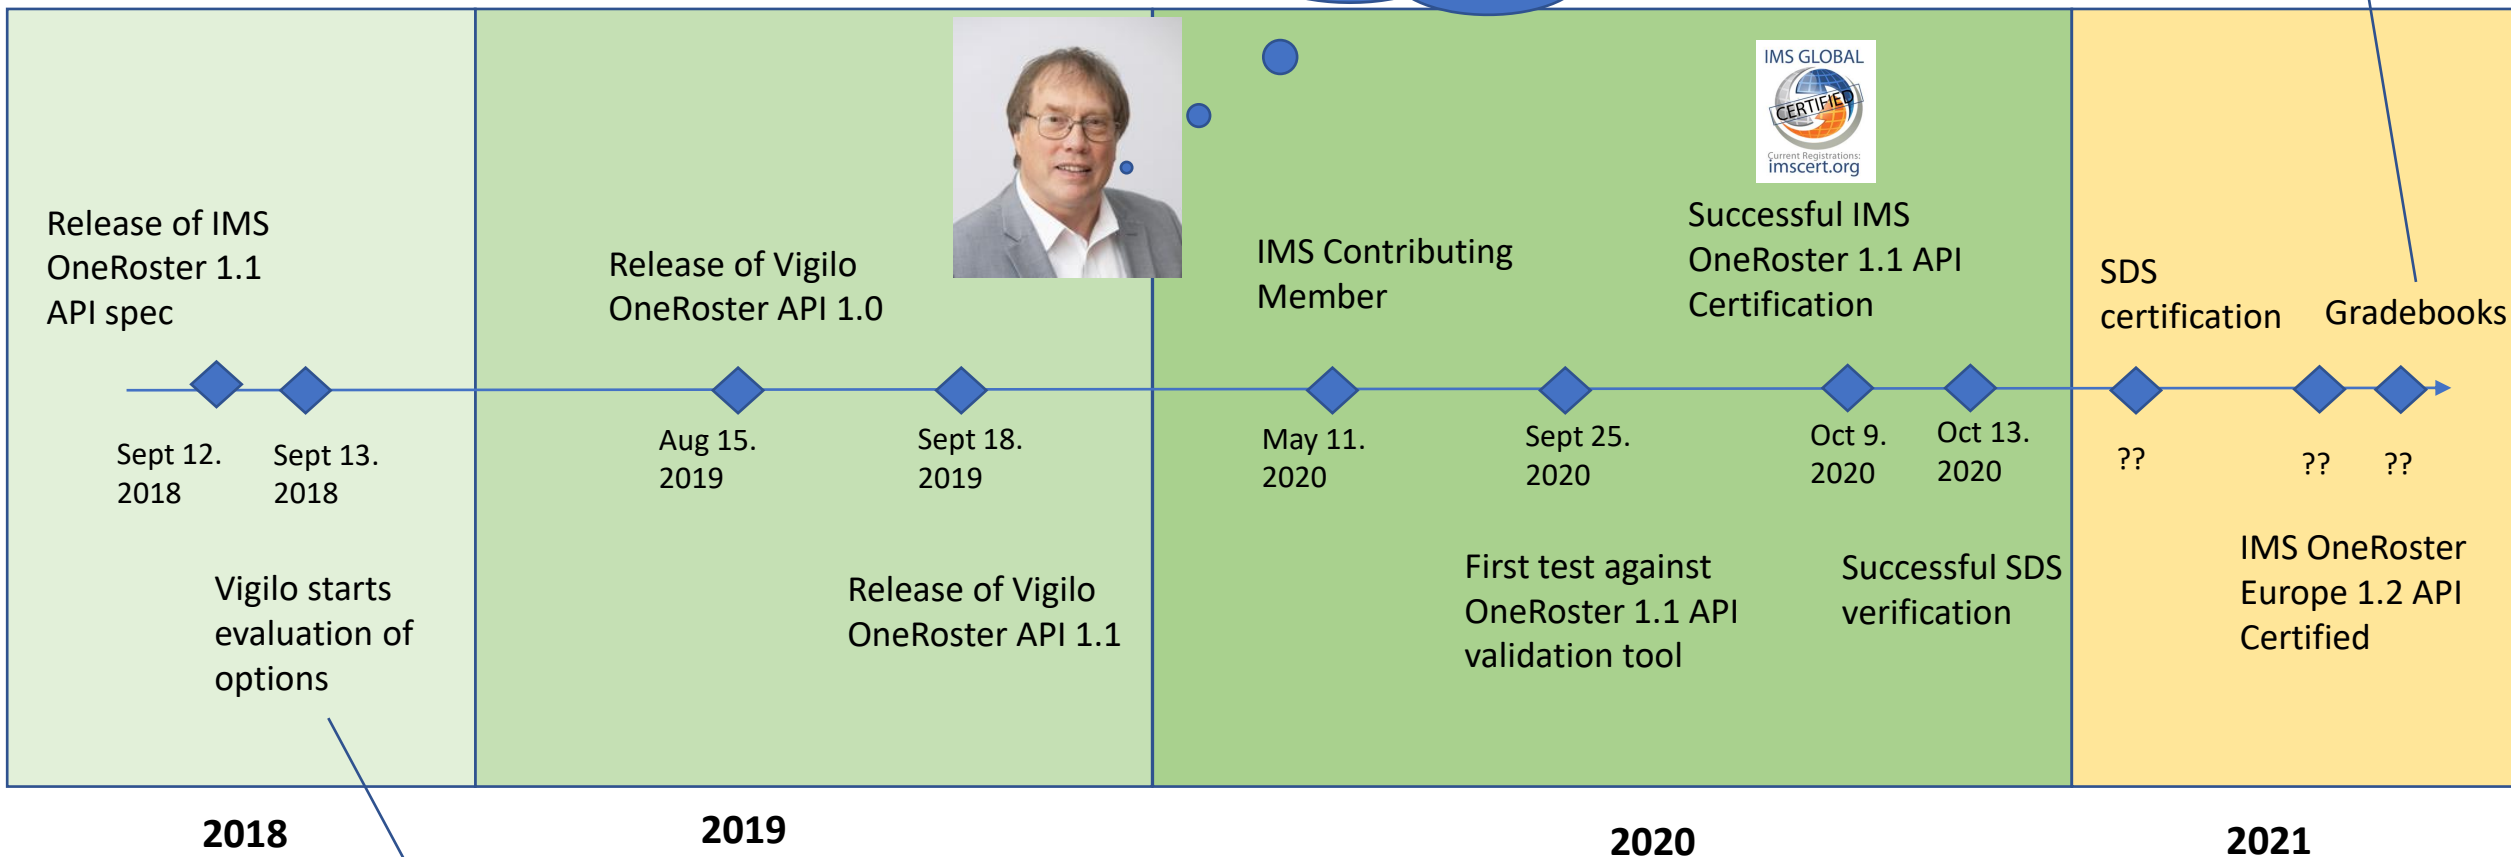 IMS GLOBAL
CERTIFIED
Current Registrations:
imscert.org
Release of IMS
OneRoster 1.1
API spec
Release of Vigilo
OneRoster API 1.0
IMS Contributing
Member
Successful IMS
OneRoster 1.1 API
Certification
SDS
certification
Gradebooks
Sept 12.
2018
Sept 13.
2018
Aug 15.
2019
Sept 18.
2019
May 11.
2020
Sept 25.
2020
Oct 9.
2020
Oct 13.
2020
??
??
??
Vigilo starts
evaluation of
options
Release of Vigilo
OneRoster API 1.1
First test against
OneRoster 1.1 API
validation tool
Successful SDS
verification
IMS OneRoster
Europe 1.2 API
Certified
2018
2019
2020
2021